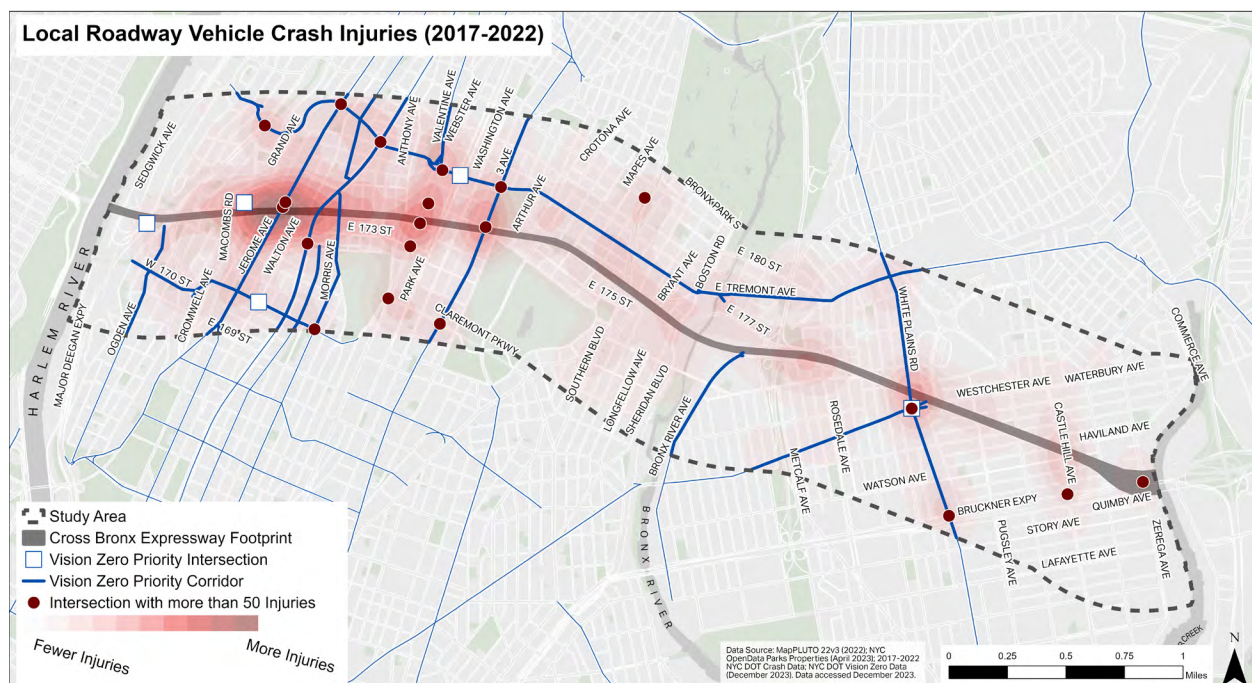 Local Roadway Vehicle Crash Injuries (2017-2022)
SEDGWICK AVE
GRAND AVE
ANTHONY AVE
VALENTINE AVE
WEBSTER AVE
WASHINGTON AVE
3 AVE
ARTHUR AVE
CROTONA AVE
MAPES AVE
BRONX PARK S
MACOMBS RD
JEROME AVE
WALTON AVE
E 173 ST
MORRIS AVE
PARK AVE
W 170 ST
CROMWELL AVE
E 169 ST
OGDEN AVE
MAJOR DEEGAN EXPY
HARLEM RIVER
CLAREMONT PKWY
E 175 ST
BRYANT AVE
BOSTON RD
E 180 ST
E TREMONT AVE
E 177 ST
WHITE PLAINS RD
SOUTHERN BLVD
LONGFELLOW AVE
SHERIDAN BLVD
BRONX RIVER AVE
METCALF AVE
ROSEDALE AVE
WATSON AVE
WESTCHESTER AVE
WATERBURY AVE
COMMERCE AVE
CASTLE HILL AVE
HAVILAND AVE
BRUCKNER EXPY
QUIMBY AVE
PUGSLEY AVE
STORY AVE
LAFAYETTE AVE
ZEREGA AVE
BRONX RIVER
CREEK
Study Area
Cross Bronx Expressway Footprint
Vision Zero Priority Intersection
Vision Zero Priority Corridor
Intersection with more than 50 Injuries
Fewer Injuries
More Injuries
Data Source: MapPLUTO 22v3 (2022); NYC
OpenData Parks Properties (April 2023); 2017-2022
NYC DOT Crash Data; NYC DOT Vision Zero Data
(December 2023). Data accessed December 2023.
0 0.25 0.5 0.75 1
Miles
N